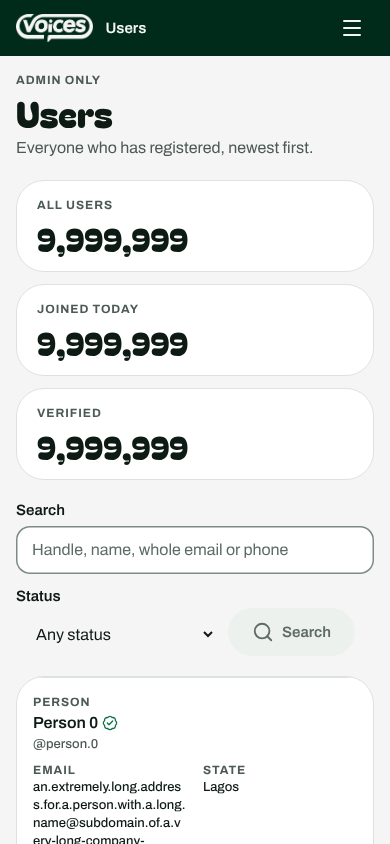 voices Users
ADMIN ONLY
Users
Everyone who has registered, newest first.
ALL USERS
9,999,999
JOINED TODAY
9,999,999
VERIFIED
9,999,999
Search
Handle, name, whole email or phone
Status
Any status
Search
PERSON
Person 0
@person.0
EMAIL
an.extremely.long.addres
s.for.a.person.with.a.long.
name@subdomain.of.a.v
ery-long-company-
STATE
Lagos